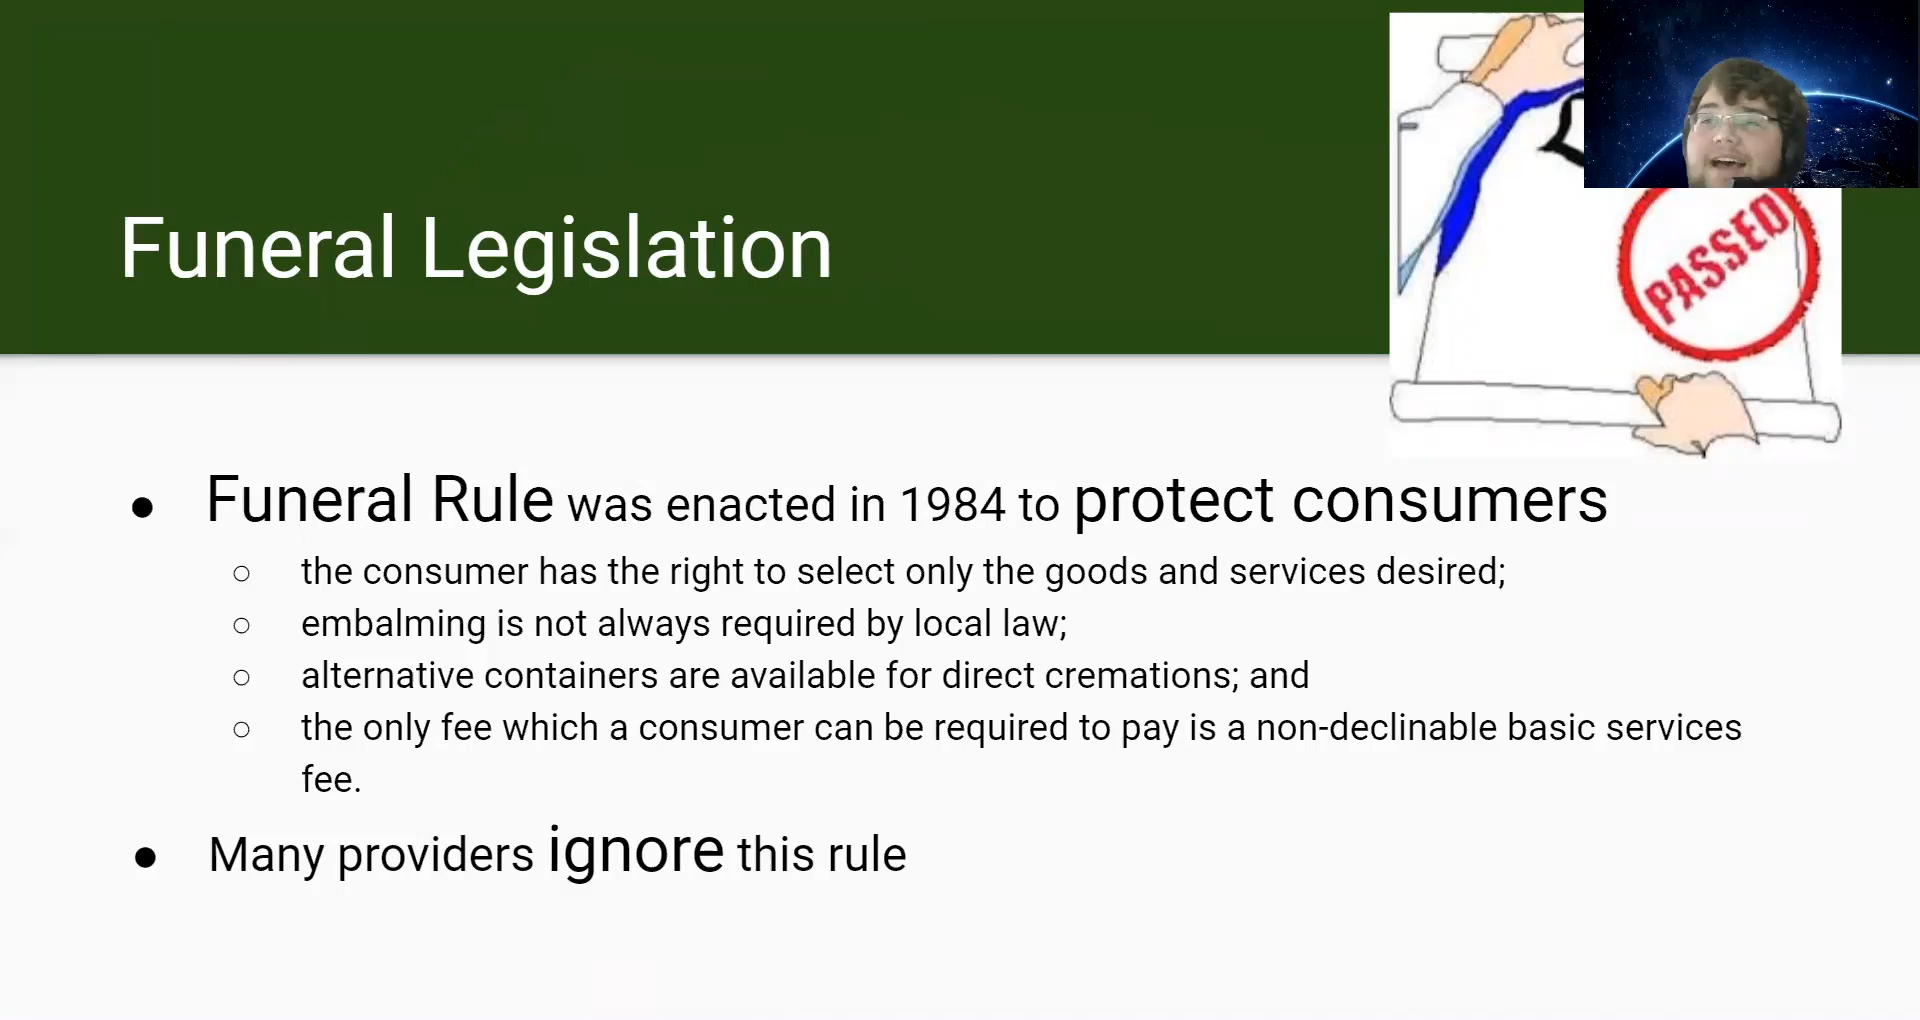 Funeral Legislation
PASSED
Funeral Rule was enacted in 1984 to protect consumers
the consumer has the right to select only the goods and services desired;
embalming is not always required by local law;
alternative containers are available for direct cremations; and
the only fee which a consumer can be required to pay is a non-declinable basic services
fee.
Many providers ignore this rule